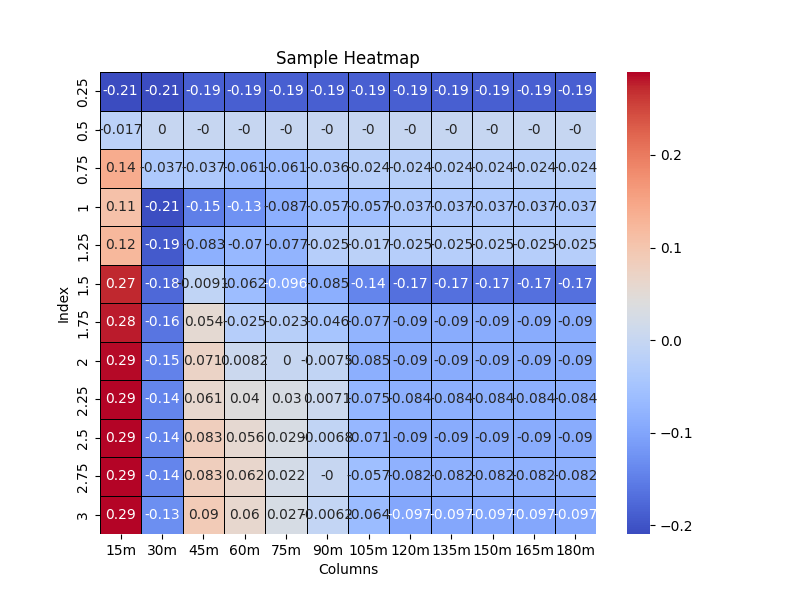 Sample Heatmap
0.25 -0.21 -0.21 -0.19 -0.19 -0.19 -0.19 -0.19 -0.19 -0.19 -0.19 -0.19 -0.19
0.5 -0.017 0 -0 -0 -0 -0 -0 -0 -0 -0 -0 -0
0.75 0.14 -0.037 -0.037 -0.061 -0.061 -0.036 -0.024 -0.024 -0.024 -0.024 -0.024 -0.024
1 0.11 -0.21 -0.15 -0.13 -0.087 -0.057 -0.057 -0.037 -0.037 -0.037 -0.037 -0.037
1.25 0.12 -0.19 -0.083 -0.07 -0.077 -0.025 -0.017 -0.025 -0.025 -0.025 -0.025 -0.025
1.5 0.27 -0.18 -0.062 -0.096 -0.085 -0.14 -0.17 -0.17 -0.17 -0.17 -0.17
1.75 0.28 -0.16 0.054 -0.025 -0.023 -0.046 -0.077 -0.09 -0.09 -0.09 -0.09 -0.09
2 0.29 -0.15 0.071 0.0082 0 -0.0075 -0.085 -0.09 -0.09 -0.09 -0.09 -0.09
2.25 0.29 -0.14 0.061 0.04 0.03 0.0071 -0.075 -0.084 -0.084 -0.084 -0.084 -0.084
2.5 0.29 -0.14 0.083 0.056 0.029 -0.0068 -0.071 -0.09 -0.09 -0.09 -0.09 -0.09
2.75 0.29 -0.14 0.083 0.062 0.022 -0 -0.057 -0.082 -0.082 -0.082 -0.082 -0.082
3 0.29 -0.13 0.09 0.06 0.027 -0.0062 -0.064 -0.097 -0.097 -0.097 -0.097 -0.097
15m 30m 45m 60m 75m 90m 105m 120m 135m 150m 165m 180m
Columns
Index
0.2
0.1
0.0
−0.1
−0.2